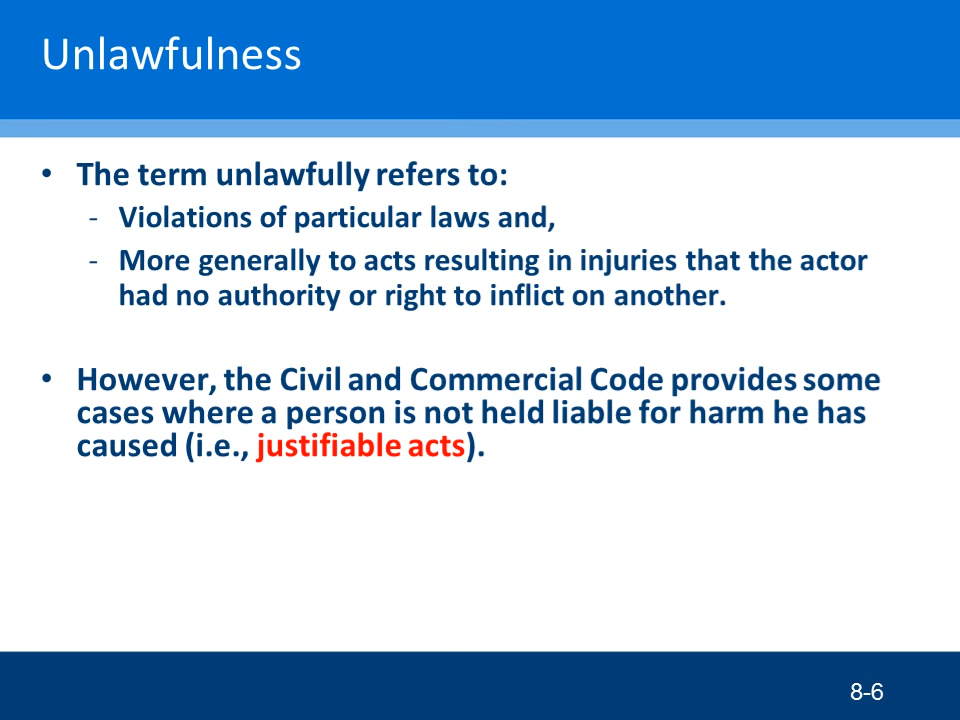 Unlawfulness
• The term unlawfully refers to:
- Violations of particular laws and,
- More generally to acts resulting in injuries that the actor
had no authority or right to inflict on another.
• However, the Civil and Commercial Code provides some
cases where a person is not held liable for harm he has
caused (i.e., justifiable acts).
8-6